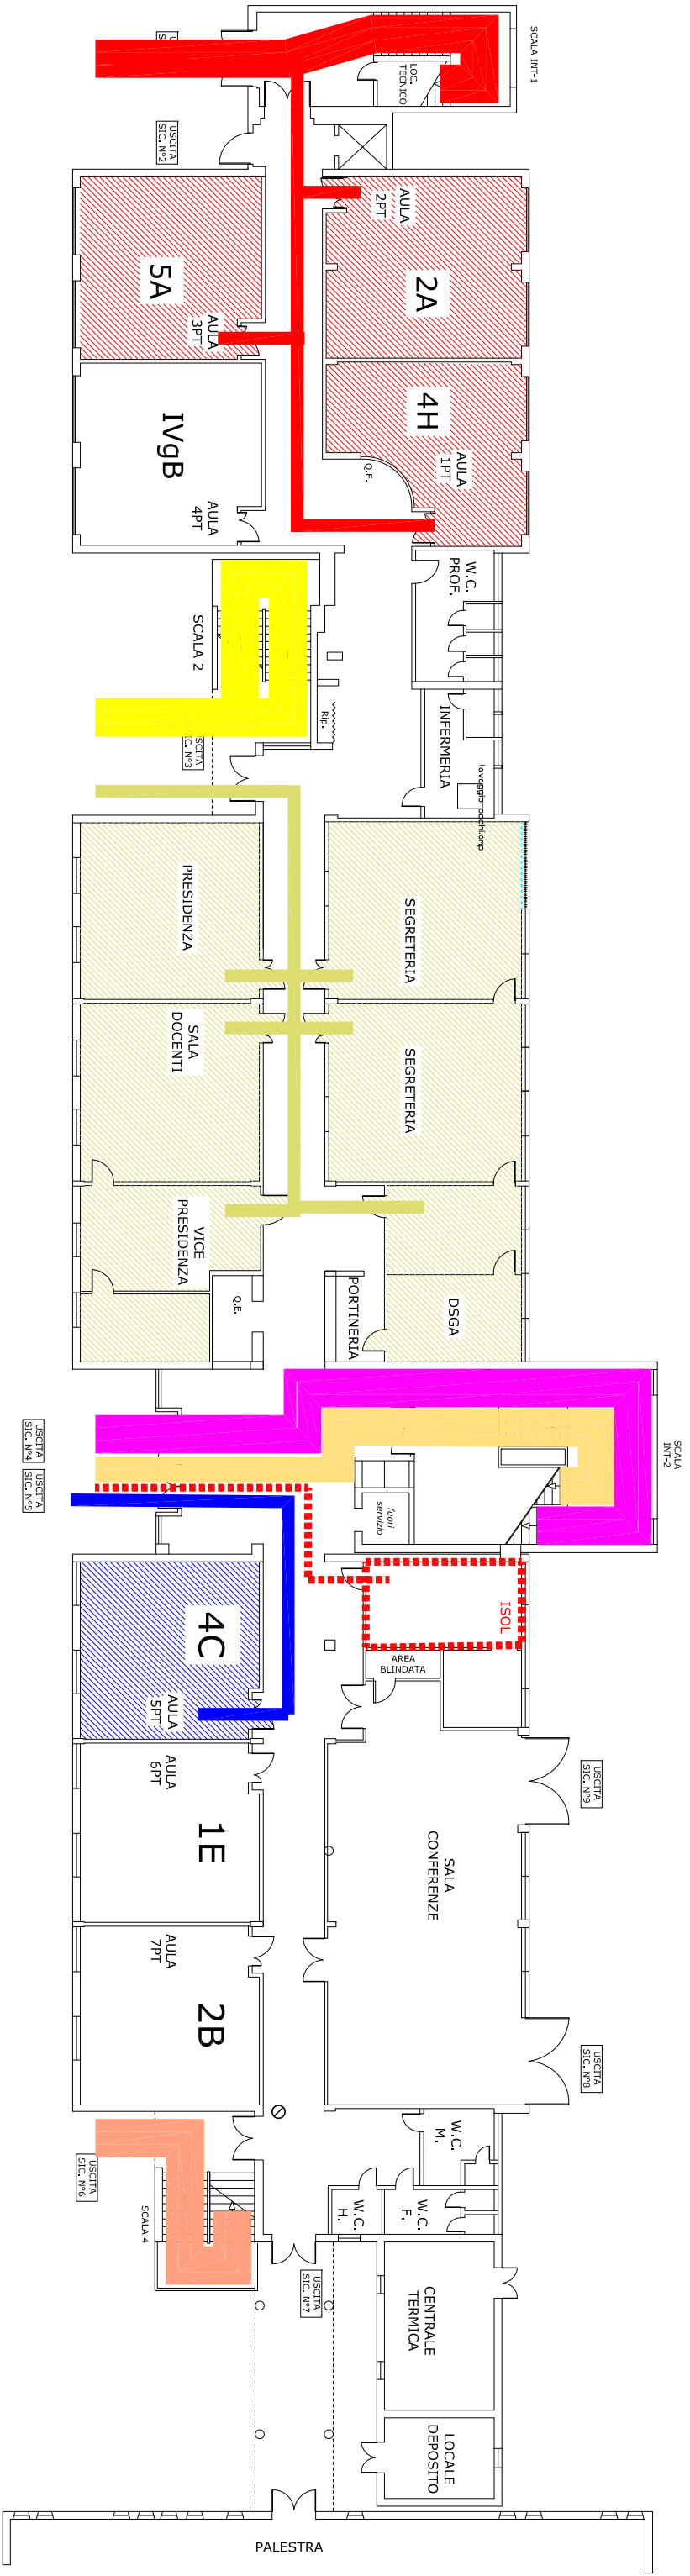 SCALA INT-1
LOC.
TECNICO
USCITA
SIC. N°2
AULA
2PT
2A
5A
AULA
3PT
4H
AULA
1PT
Q.E.
IVgB
AULA
4PT
W.C.
PROF.
SCALA 2
Rip.
INFERMERIA
lavaggio occhi.bmp
PRESIDENZA
SEGRETERIA
SALA
DOCENTI
SEGRETERIA
VICE
PRESIDENZA
Q.E.
PORTINERIA
DSGA
SCALA
INT-2
USCITA
SIC. N°4
USCITA
SIC. N°5
fuori
servizio
ISOL
AREA
BLINDATA
4C
AULA
5PT
AULA
6PT
1E
USCITA
SIC. N°9
SALA
CONFERENZE
AULA
7PT
2B
USCITA
SIC. N°8
W.C.
M.
USCITA
SIC. N°6
SCALA 4
W.C.
H.
W.C.
F.
USCITA
SIC. N°7
CENTRALE
TERMICA
LOCALE
DEPOSITO
PALESTRA